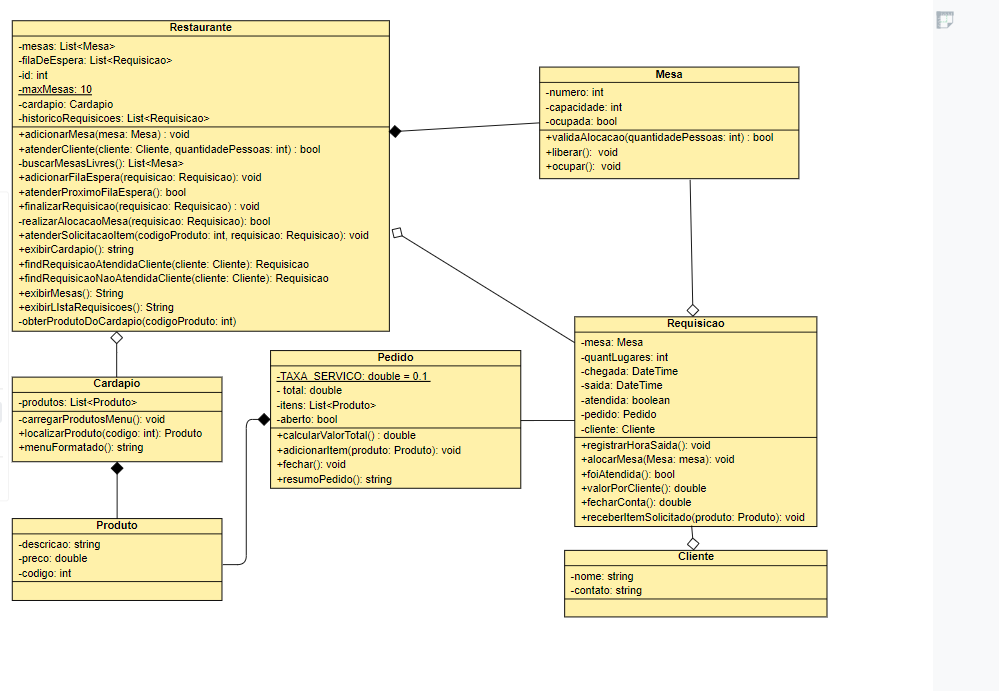 Restaurante
-mesas: List<Mesa>
-filaDeEspera: List<Requisicao>
-id: int
-maxMesas: 10
-cardapio: Cardapio
-historicoRequisicoes: List<Requisicao>
+adicionarMesa(mesa: Mesa) : void
+atenderCliente(cliente: Cliente, quantidadePessoas: int) : bool
-buscarMesasLivres(): List<Mesa>
+adicionarFilaEspera(requisicao: Requisicao): void
+atenderProximoFilaEspera(): bool
+finalizarRequisicao(requisicao: Requisicao) : void
-realizarAlocacaoMesa(requisicao: Requisicao): bool
+atenderSolicitacaoItem(codigoProduto: int, requisicao: Requisicao): void
+exibirCardapio(): string
+findRequisicaoAtendidaCliente(cliente: Cliente): Requisicao
+findRequisicaoNaoAtendidaCliente(cliente: Cliente): Requisicao
+exibirMesas(): String
+exibirLIstaRequisicoes(): String
-obterProdutoDoCardapio(codigoProduto: int)
Mesa
-numero: int
-capacidade: int
-ocupada: bool
+validaAlocacao(quantidadePessoas: int) : bool
+liberar(): void
+ocupar(): void
Requisicao
-mesa: Mesa
-quantLugares: int
-chegada: DateTime
-saida: DateTime
-atendida: boolean
-pedido: Pedido
-cliente: Cliente
+registrarHoraSaida(): void
+alocarMesa(Mesa: mesa): void
+foiAtendida(): bool
+valorPorCliente(): double
+fecharConta(): double
+receberItemSolicitado(produto: Produto): void
Pedido
-TAXA_SERVICO: double = 0.1
- total: double
-itens: List<Produto>
-aberto: bool
+calcularValorTotal() : double
+adicionarItem(produto: Produto): void
+fechar(): void
+resumoPedido(): string
Cardapio
-produtos: List<Produto>
-carregarProdutosMenu(): void
+localizarProduto(codigo: int): Produto
+menuFormatado(): string
Produto
-descricao: string
-preco: double
-codigo: int
Cliente
-nome: string
-contato: string